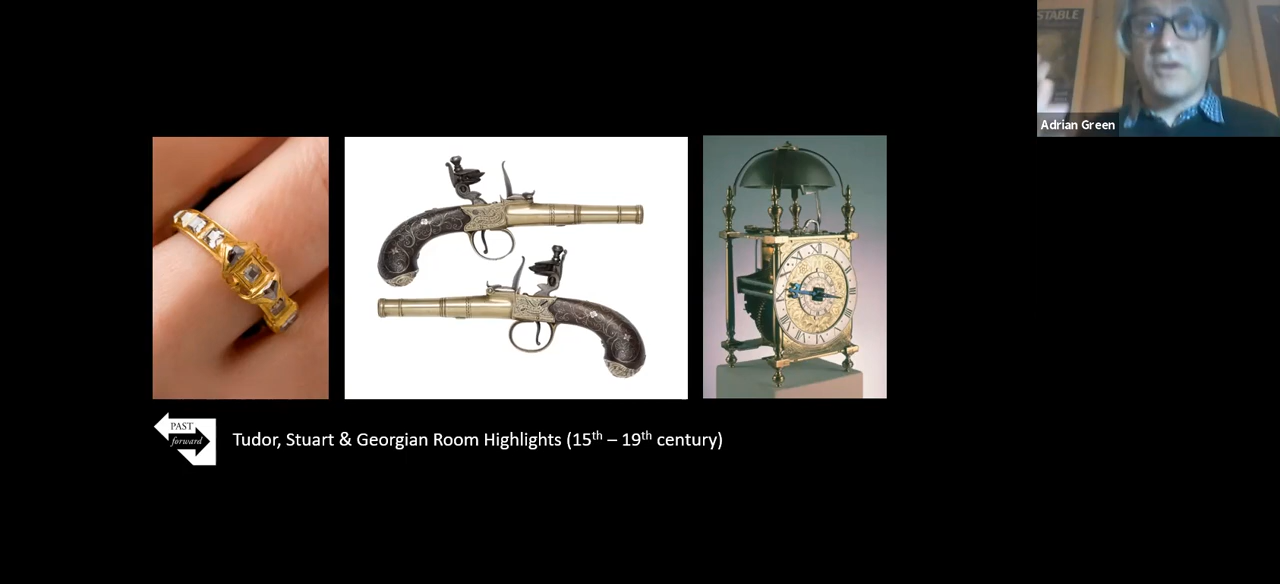 STABLE
Adrian Green
PAST
forward
Tudor, Stuart & Georgian Room Highlights (15th – 19th century)